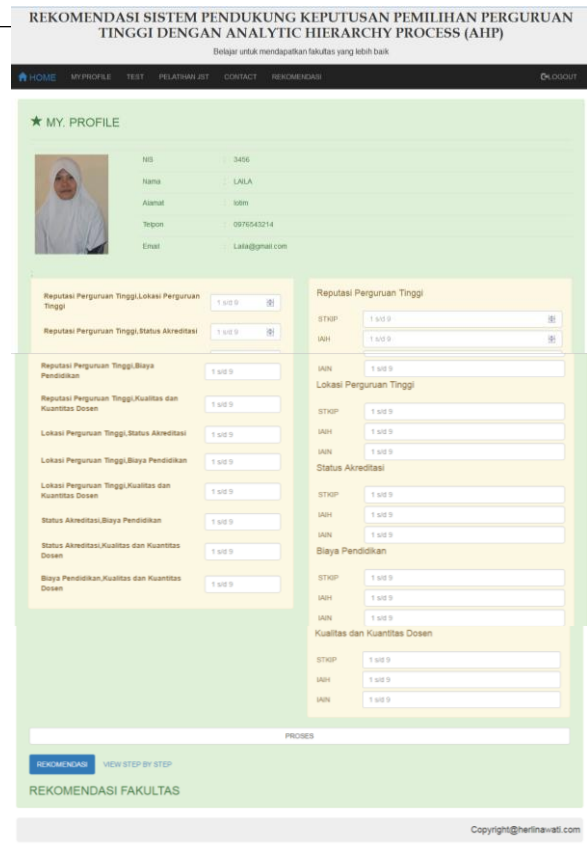 REKOMENDASI SISTEM PENDUKUNG KEPUTUSAN PEMILIHAN PERGURUAN
TINGGI DENGAN ANALYTIC HIERARCHY PROCESS (AHP)
Belajar untuk mendapatkan fakultas yang lebih baik
HOME MY.PROFILE TEST PELATIHAN JST CONTACT REKOMENDASI LOGOUT
MY. PROFILE
NIS : 3456
Nama : LAILA
Alamat : lotim
Telpon : 0976543214
Email : Laila@gmail.com
Reputasi Perguruan Tinggi,Lokasi Perguruan
Tinggi
1 s/d 9
Reputasi Perguruan Tinggi,Status Akreditasi
1 s/d 9
Reputasi Perguruan Tinggi,Biaya
Pendidikan
1 s/d 9
Reputasi Perguruan Tinggi,Kualitas dan
Kuantitas Dosen
1 s/d 9
Lokasi Perguruan Tinggi,Status Akreditasi
1 s/d 9
Lokasi Perguruan Tinggi,Biaya Pendidikan
1 s/d 9
Lokasi Perguruan Tinggi,Kualitas dan
Kuantitas Dosen
1 s/d 9
Status Akreditasi,Biaya Pendidikan
1 s/d 9
Status Akreditasi,Kualitas dan Kuantitas
Dosen
1 s/d 9
Biaya Pendidikan,Kualitas dan Kuantitas
Dosen
1 s/d 9
Reputasi Perguruan Tinggi
STKIP 1 s/d 9
IAIH 1 s/d 9
IAIN 1 s/d 9
Lokasi Perguruan Tinggi
STKIP 1 s/d 9
IAIH 1 s/d 9
IAIN 1 s/d 9
Status Akreditasi
STKIP 1 s/d 9
IAIH 1 s/d 9
IAIN 1 s/d 9
Biaya Pendidikan
STKIP 1 s/d 9
IAIH 1 s/d 9
IAIN 1 s/d 9
Kualitas dan Kuantitas Dosen
STKIP 1 s/d 9
IAIH 1 s/d 9
IAIN 1 s/d 9
PROSES
REKOMENDASI VIEW STEP BY STEP
REKOMENDASI FAKULTAS
Copyright@herlinawati.com